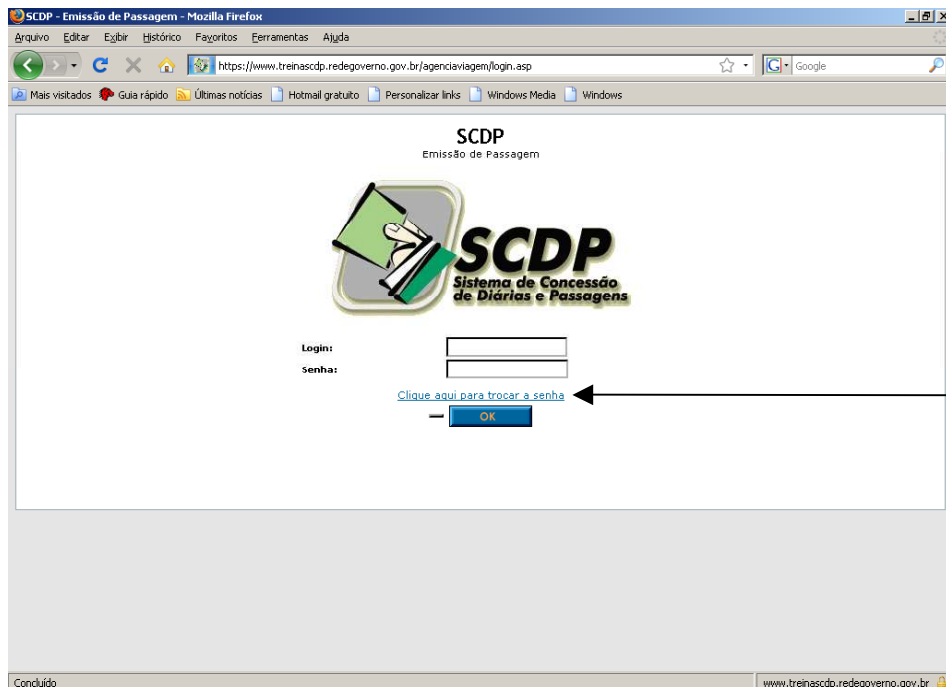 SCDP - Emissão de Passagem - Mozilla Firefox
Arquivo Editar Exibir Histórico Favoritos Ferramentas Ajuda
https://www.treinascdp.redegoverno.gov.br/agenciaviagem/login.asp
G Google
Mais visitados Guia rápido Últimas notícias Hotmail gratuito Personalizar links Windows Media Windows
SCDP
Emissão de Passagem
SCDP
Sistema de Concessão
de Diárias e Passagens
Login:
Senha:
Clique aqui para trocar a senha
OK
Concluído www.treinascdp.redegoverno.gov.br